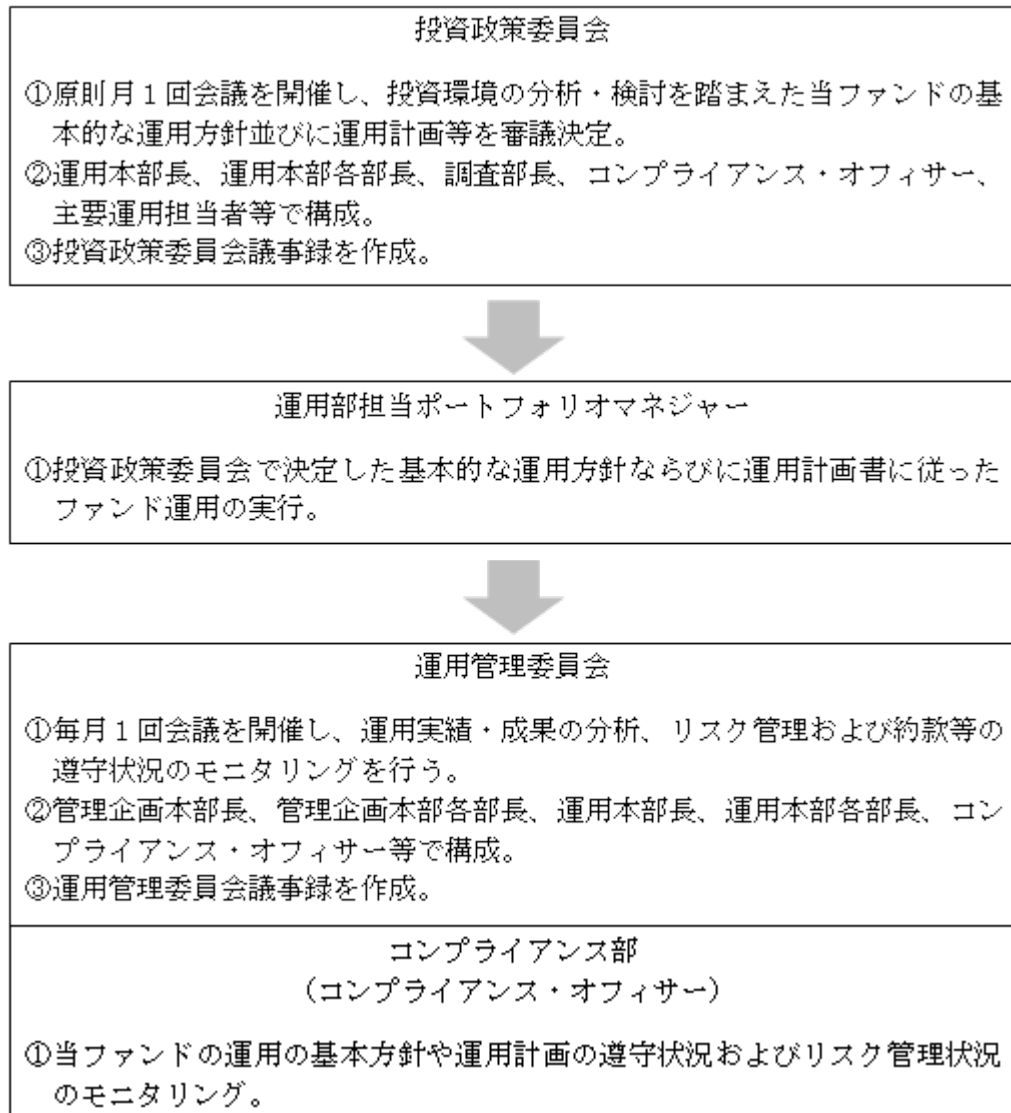 投資政策委員会
①原則月１回会議を開催し、投資環境の分析・検討を踏まえた当ファンドの基
本的な運用方針並びに運用計画等を審議決定。
②運用本部長、運用本部各部長、調査部長、コンプライアンス・オフィサー、
主要運用担当者等で構成。
③投資政策委員会議事録を作成。
運用部担当ポートフォリオマネジャー
①投資政策委員会で決定した基本的な運用方針ならびに運用計画書に従った
ファンド運用の実行。
運用管理委員会
①毎月１回会議を開催し、運用実績・成果の分析、リスク管理および約款等の
遵守状況のモニタリングを行う。
②管理企画本部長、管理企画本部各部長、運用本部長、運用本部各部長、コン
プライアンス・オフィサー等で構成。
③運用管理委員会議事録を作成。
コンプライアンス部
（コンプライアンス・オフィサー）
①当ファンドの運用の基本方針や運用計画の遵守状況およびリスク管理状況
のモニタリング。